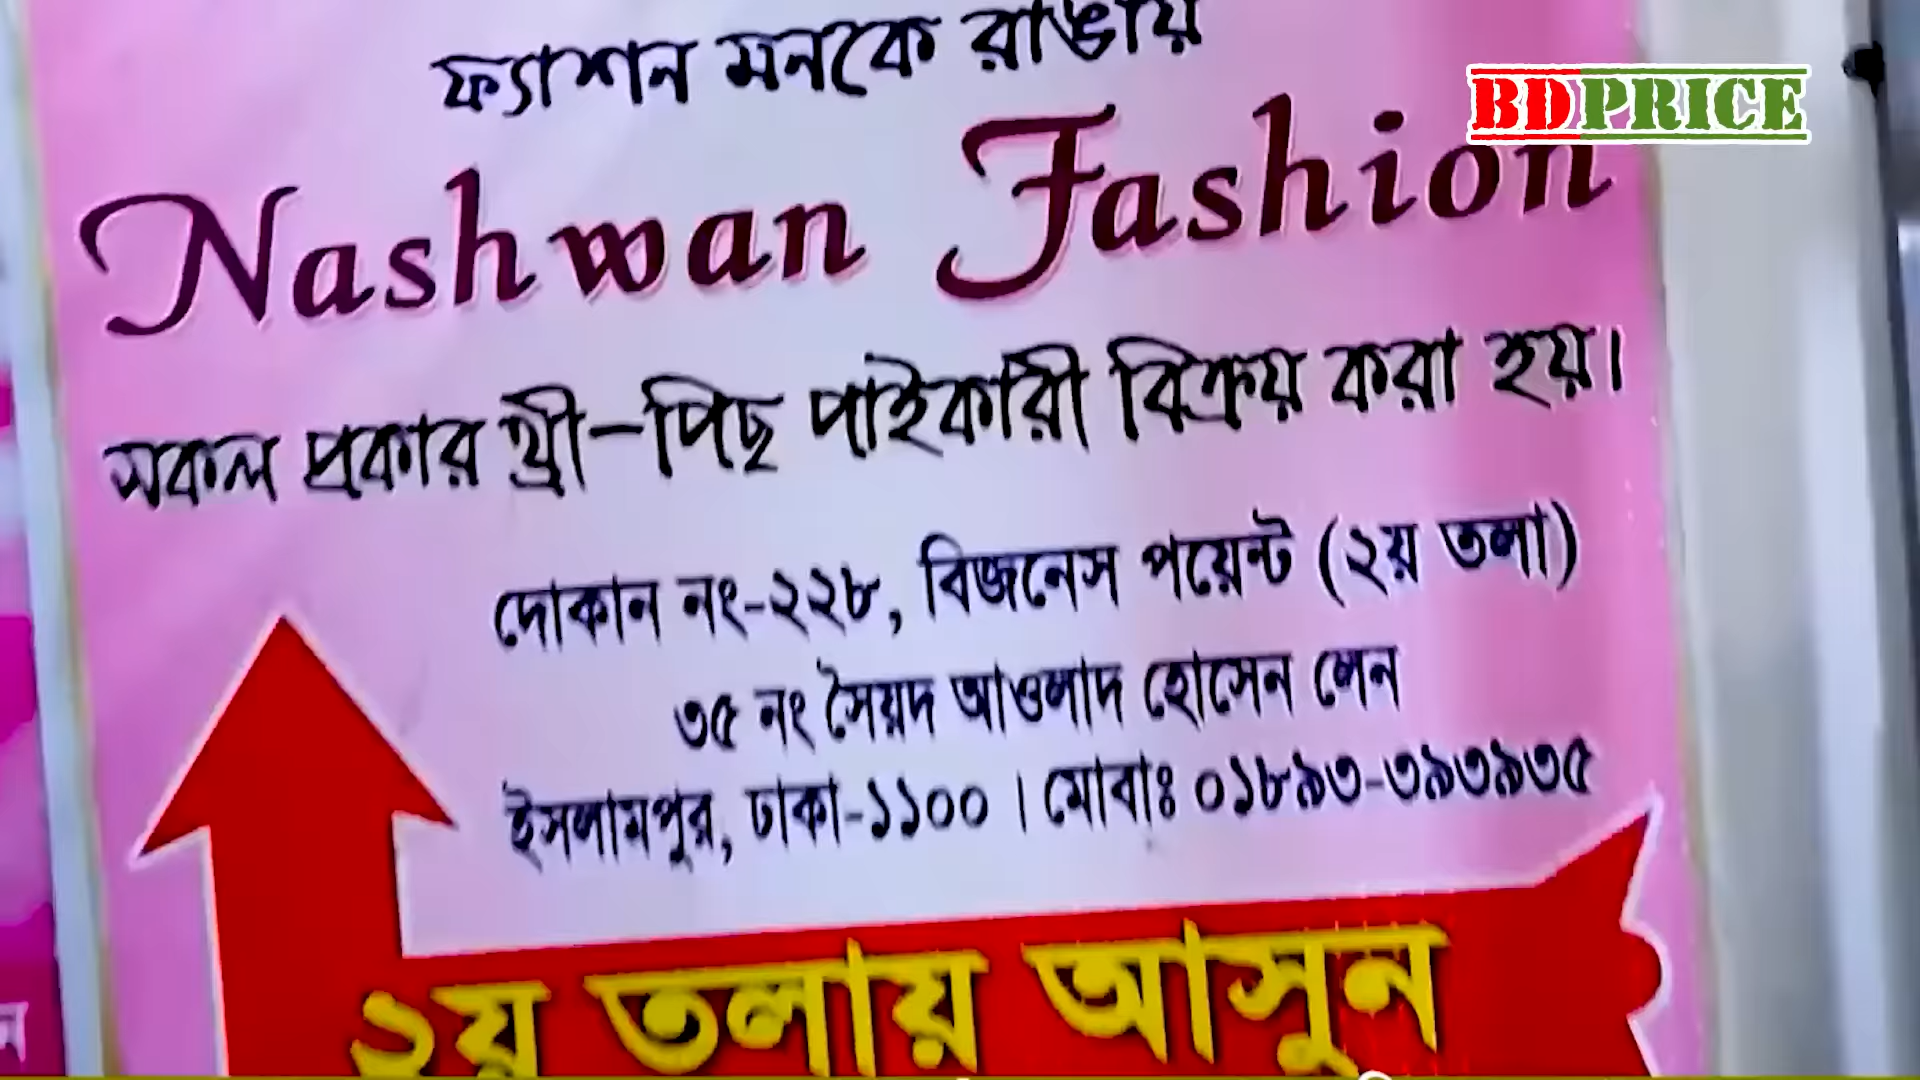 ফ্যাশন মনকে রাঙায়
BDPRICE
Nashwan Fashion
সকল প্রকার থ্রী-পিছ পাইকারী বিক্রয় করা হয়।
দোকান নং-২২৮, বিজনেস পয়েন্ট (২য় তলা)
৩৫ নং সৈয়দ আওলাদ হোসেন লেন
ইসলামপুর, ঢাকা-১১০০ । মোবাঃ ০১৮৯৩-৩৯৩৯৩৫
২য় তলায় আসুন